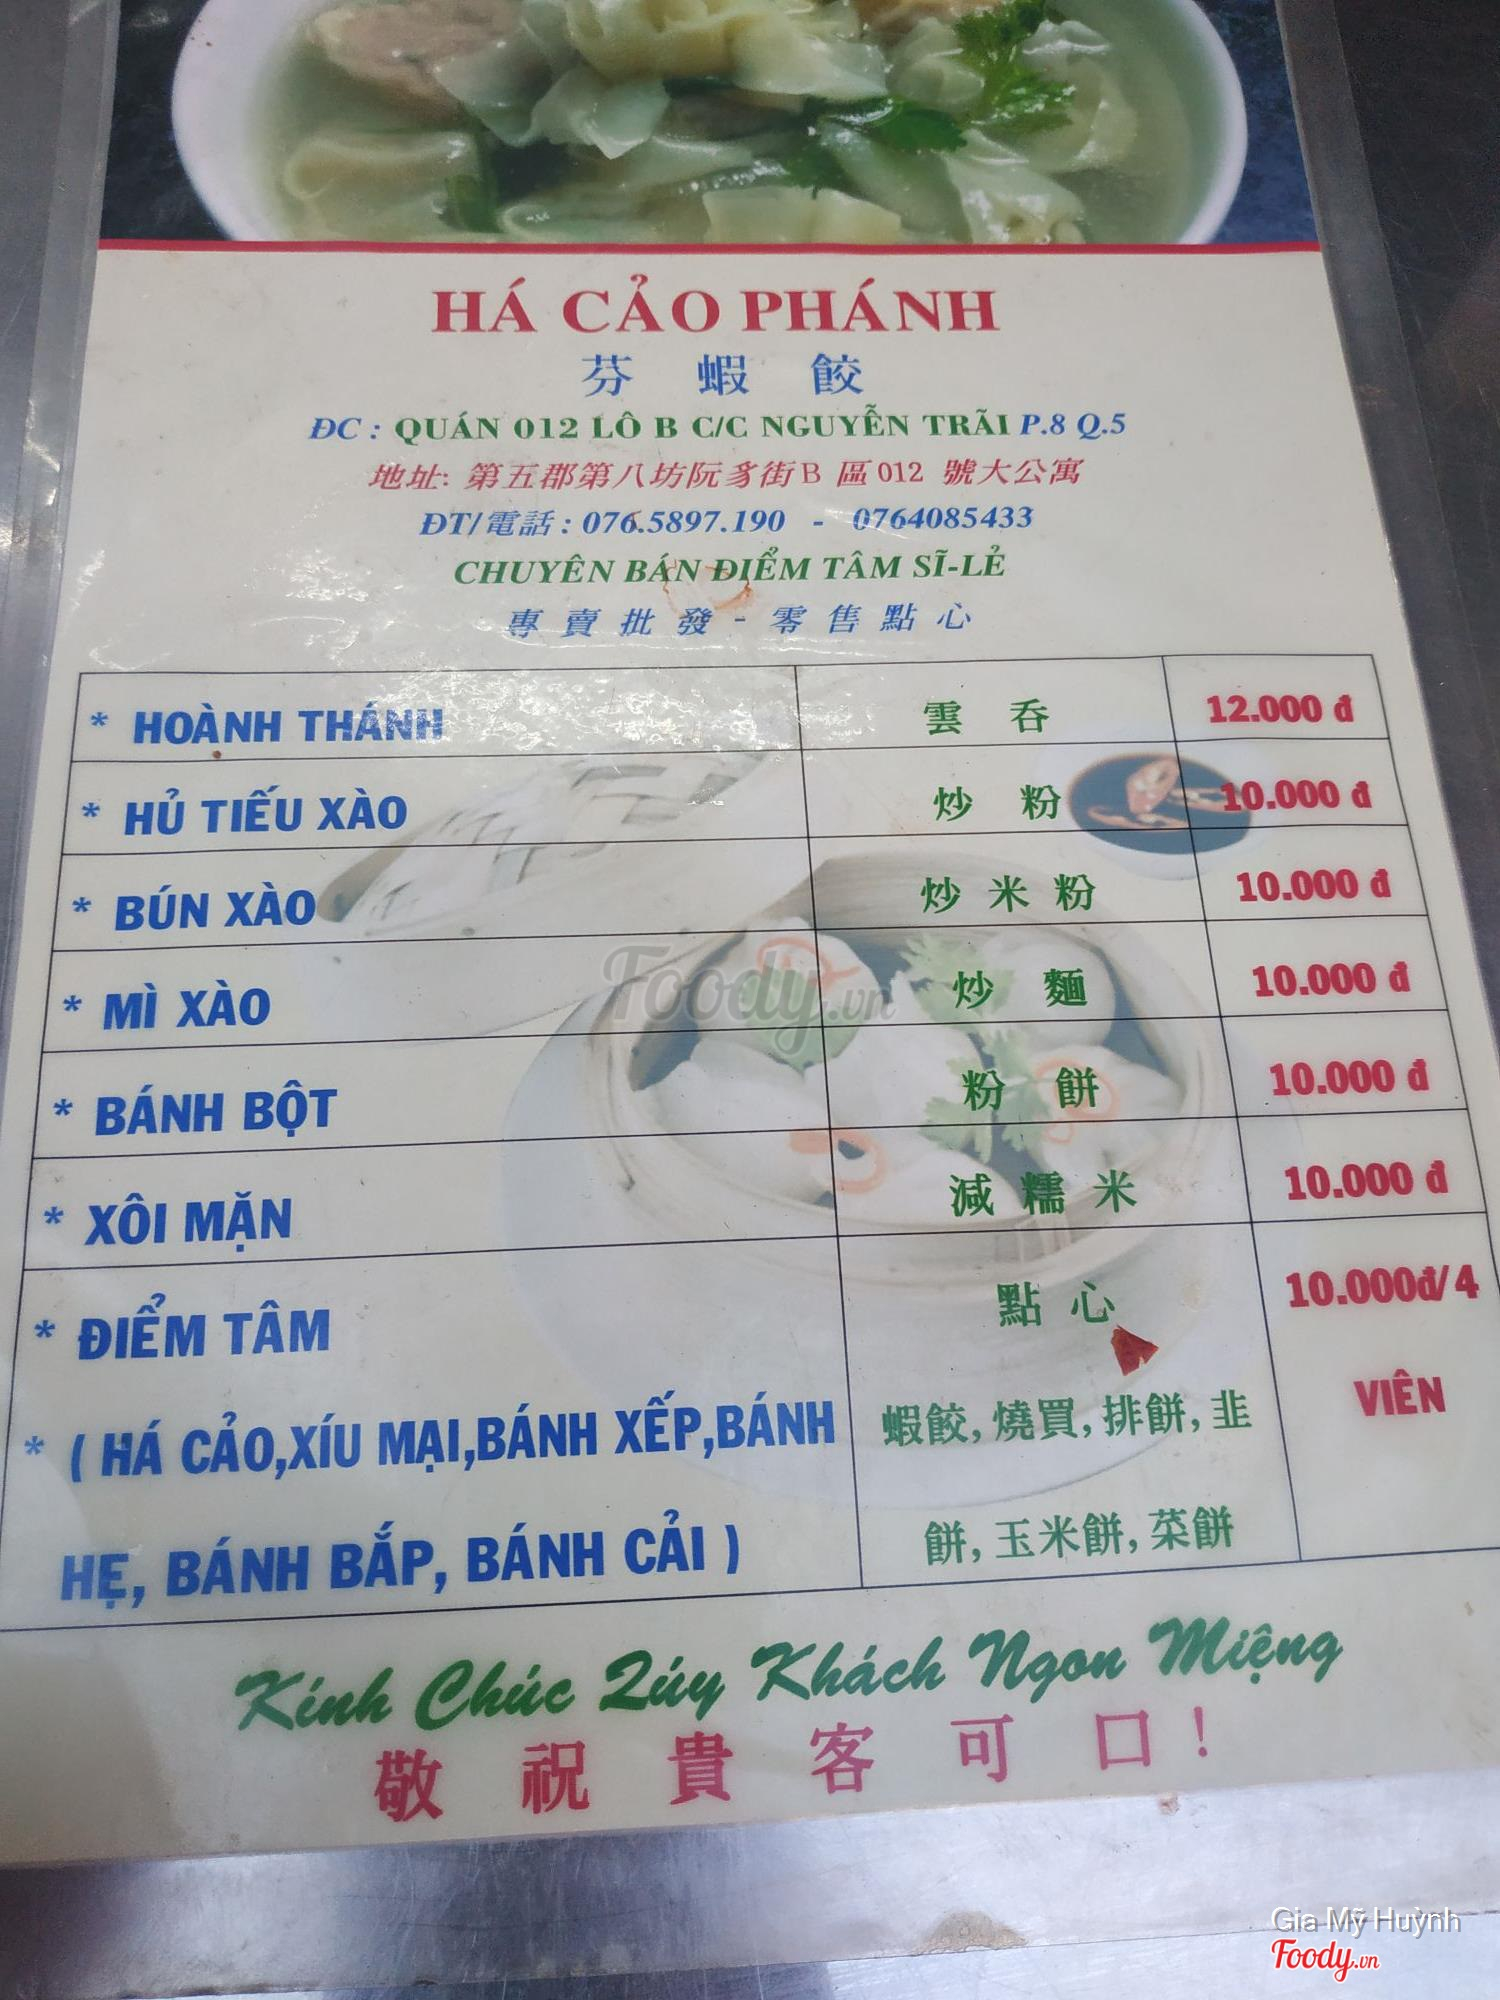 HÁ CẢO PHÁNH
芬 蝦 餃
ĐC : QUÁN 012 LÔ B C/C NGUYỄN TRÃI P.8 Q.5
地址: 第五郡第八坊阮豸街B 區012 號大公寓
ĐT/電話 : 076.5897.190 - 0764085433
CHUYÊN BÁN ĐIỂM TÂM SĨ-LẺ
專 賣 批 發 - 零 售 點 心
* HOÀNH THÁNH 雲 吞 12.000 đ
* HỦ TIẾU XÀO 炒 粉 10.000 đ
* BÚN XÀO 炒 米 粉 10.000 đ
* MÌ XÀO 炒 麵 10.000 đ
* BÁNH BỘT 粉 餅 10.000 đ
* XÔI MẶN 減 糯 米 10.000 đ
* ĐIỂM TÂM 點 心 10.000đ/4
* ( HÁ CẢO,XÍU MẠI,BÁNH XẾP,BÁNH 蝦餃, 燒買, 排餅, 韭 VIÊN
HẸ, BÁNH BẮP, BÁNH CẢI ) 餅, 玉米餅, 菜餅
Kính Chúc Qúy Khách Ngon Miệng
敬 祝 貴 客 可 口 !
Foody.vn
Gia Mỹ Huỳnh
Foody.vn